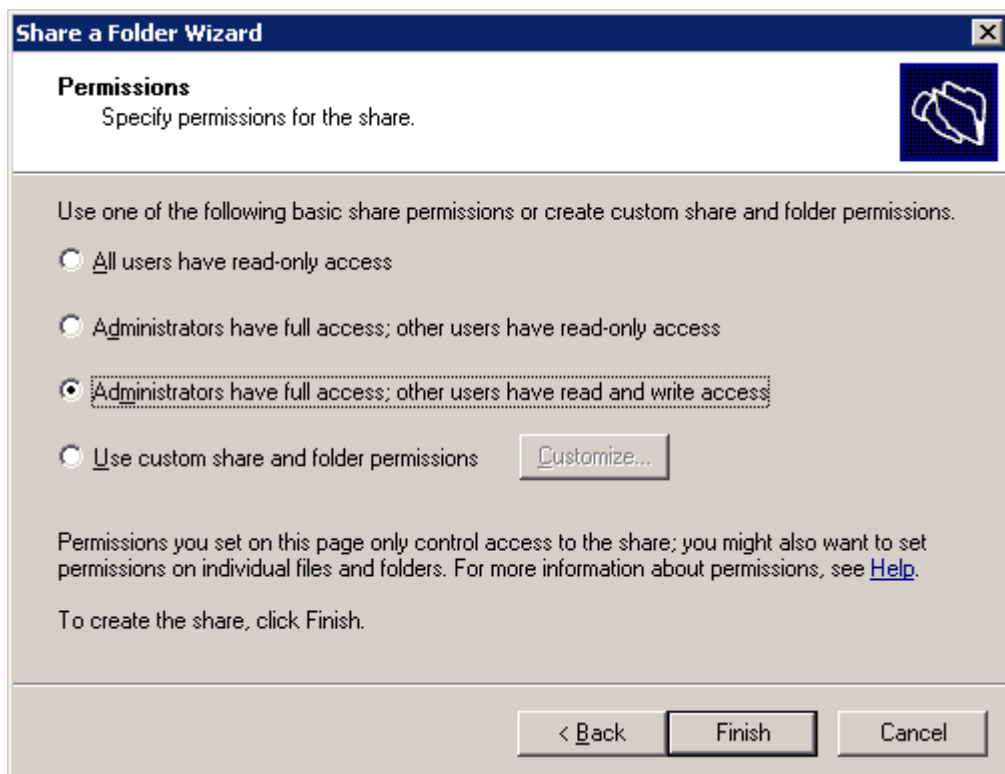 Share a Folder Wizard
Permissions
Specify permissions for the share.
Use one of the following basic share permissions or create custom share and folder permissions.
All users have read-only access
Administrators have full access; other users have read-only access
Administrators have full access; other users have read and write access
Use custom share and folder permissions
Customize...
Permissions you set on this page only control access to the share; you might also want to set
permissions on individual files and folders. For more information about permissions, see Help.
To create the share, click Finish.
< Back
Finish
Cancel